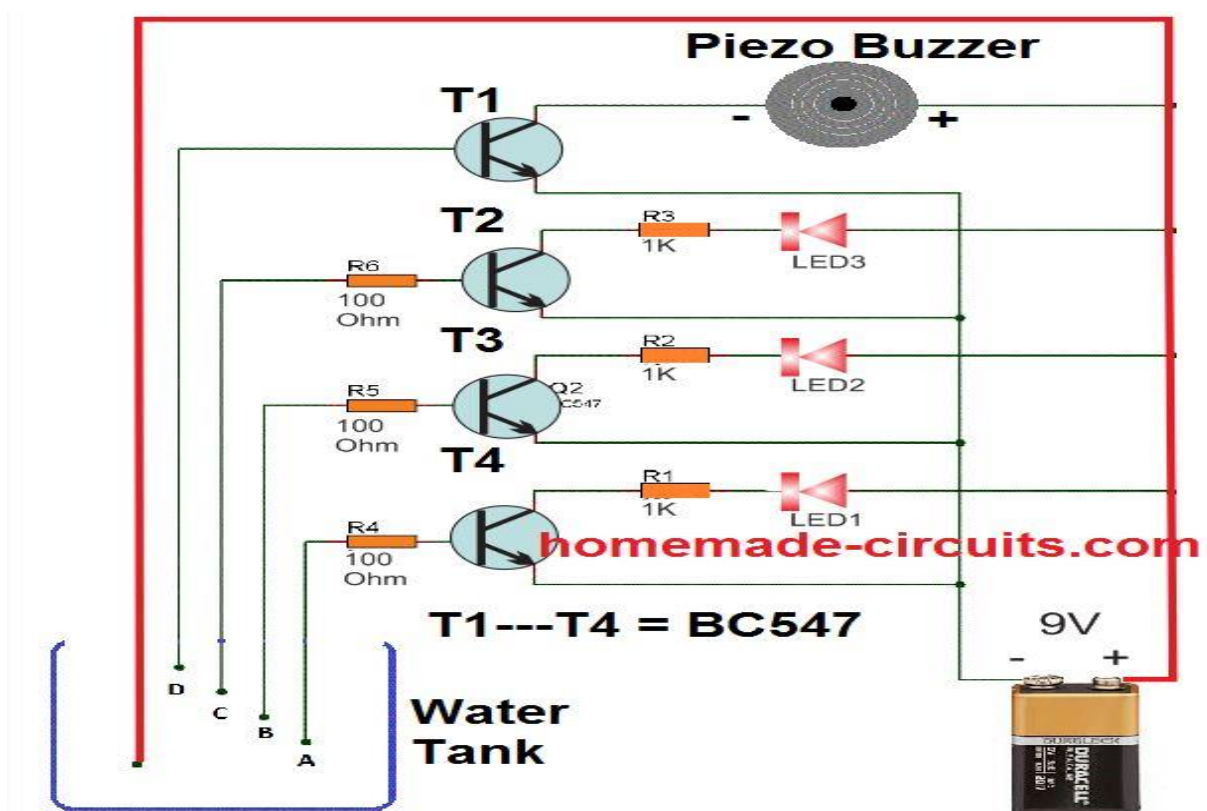 Piezo Buzzer
T1
- +
T2
R3
1K
LED3
R6
100
Ohm
T3
R2
1K
LED2
R5
100
Ohm
Q2
C547
T4
R1
1K
LED1
R4
100
Ohm
homemade-circuits.com
T1---T4 = BC547
9V
- +
D
C
B
A
Water
Tank
DURACELL